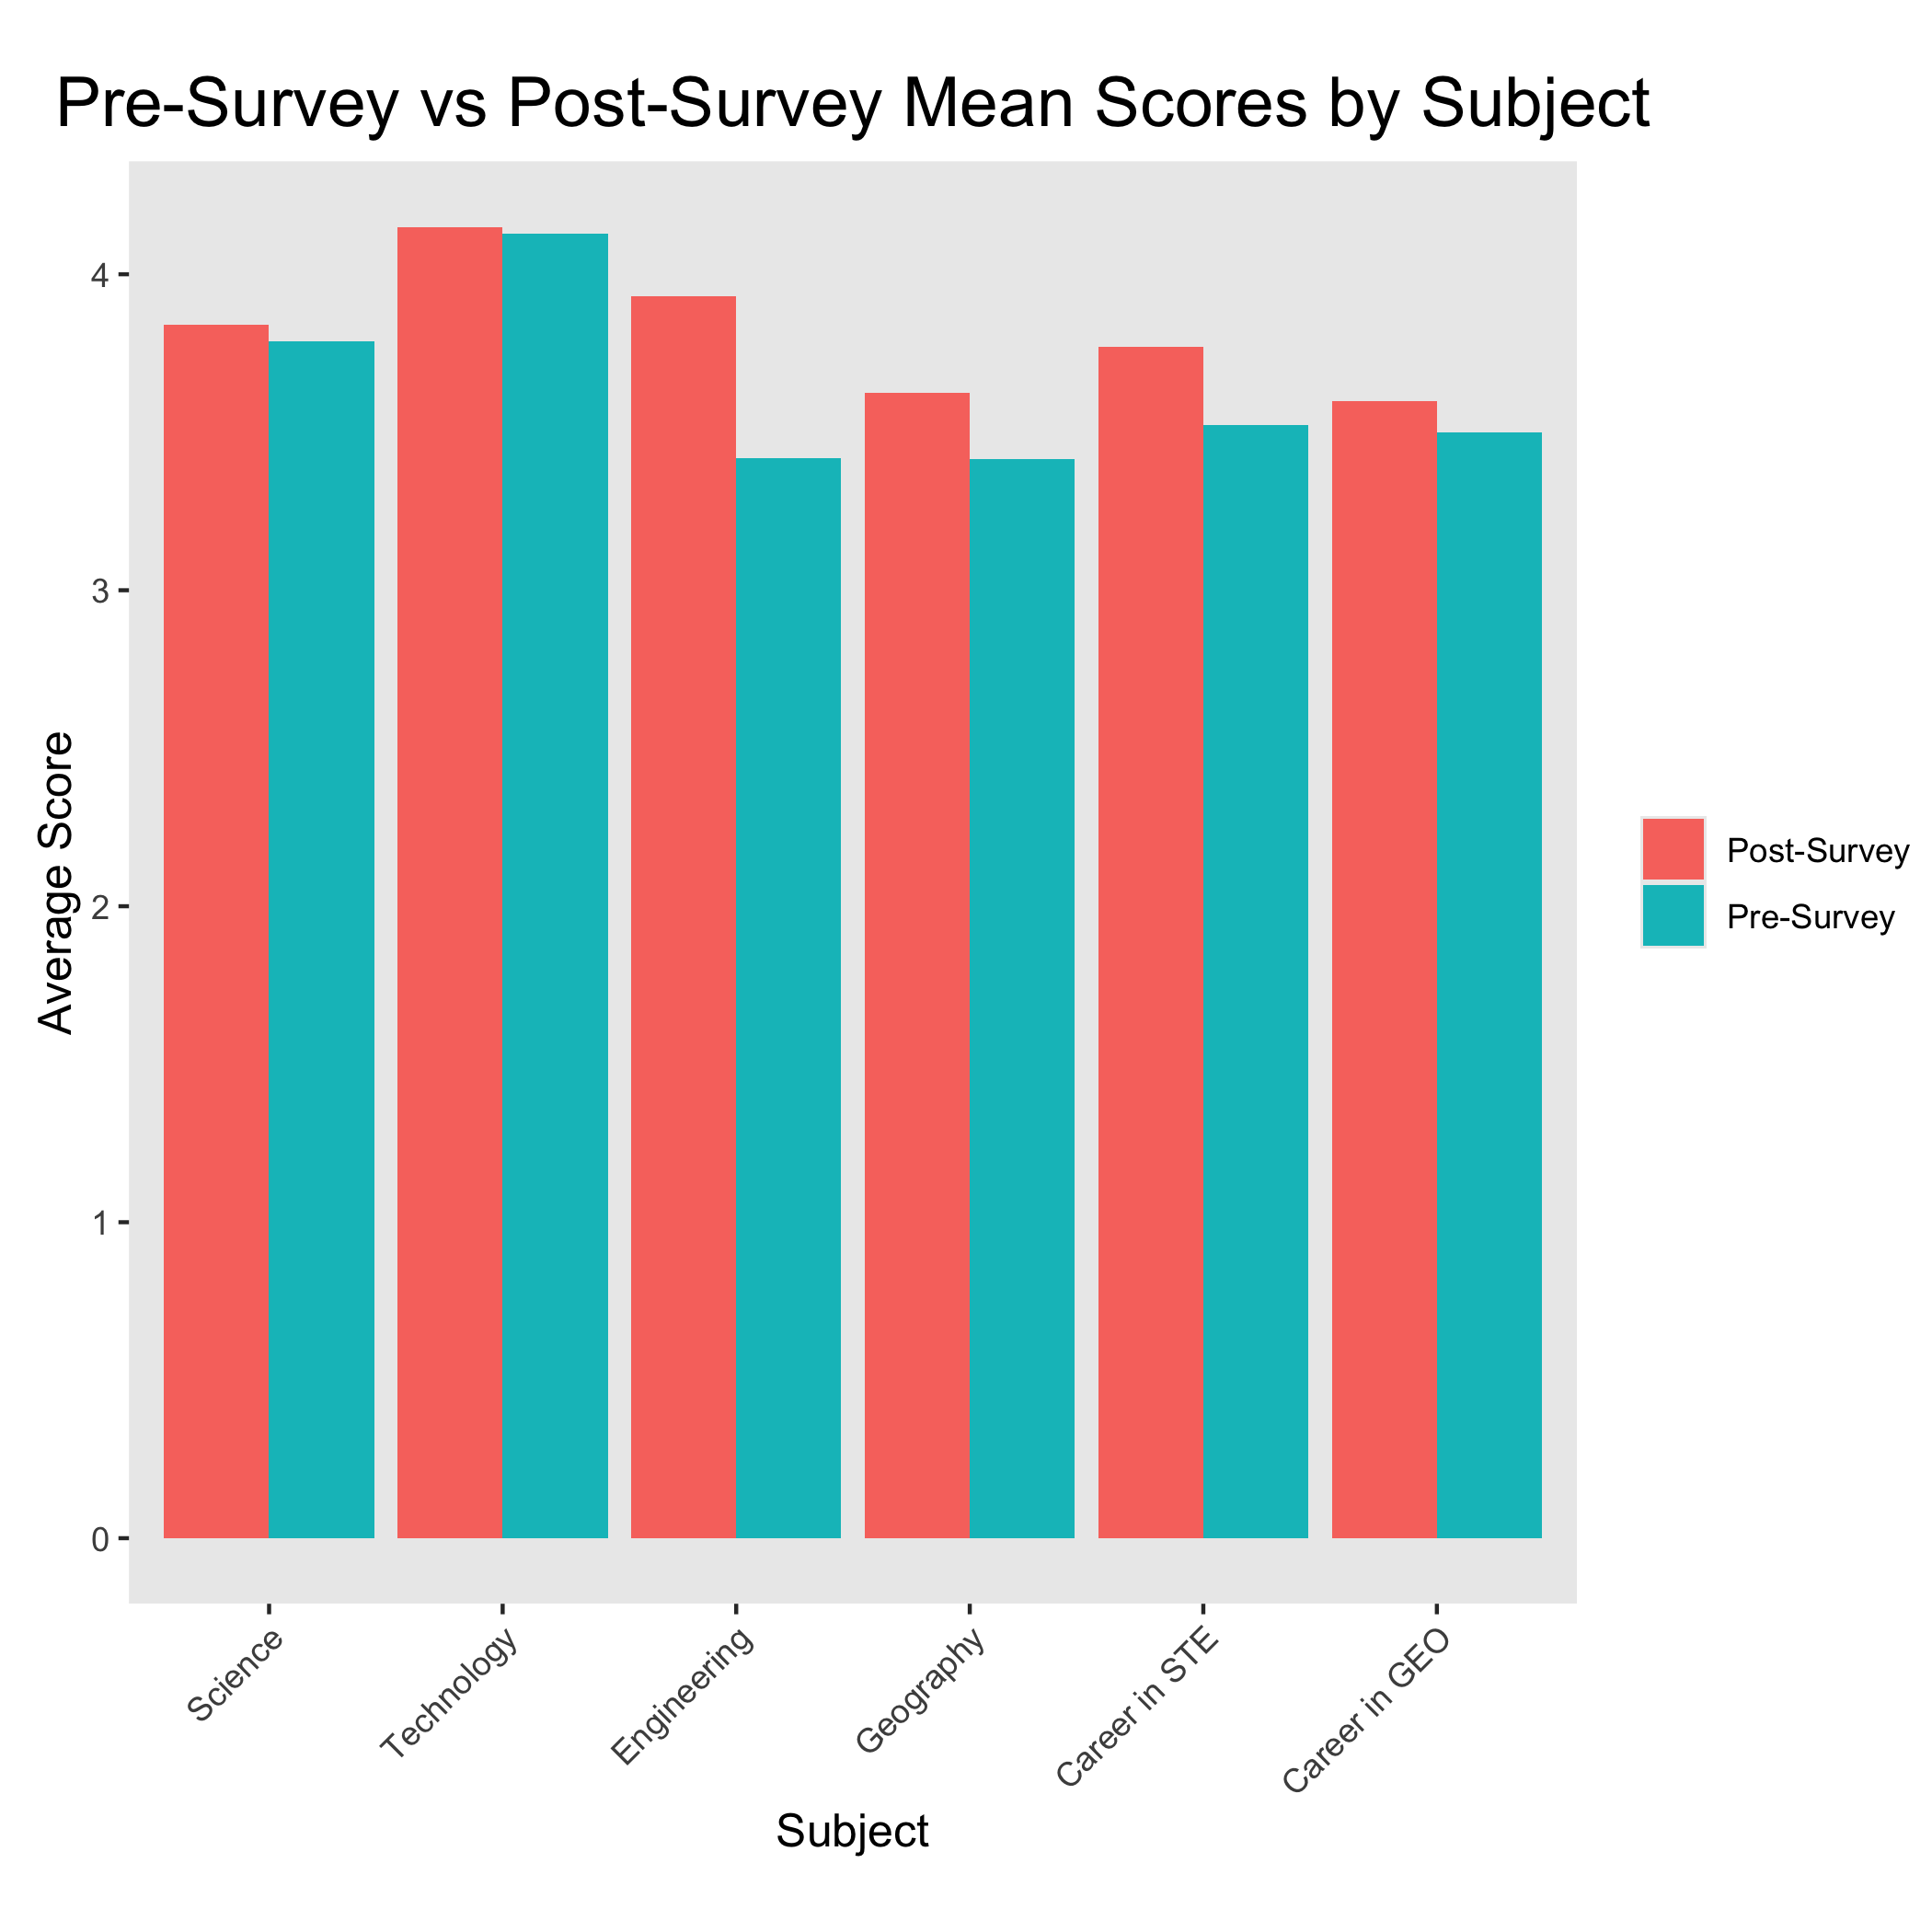 Pre-Survey vs Post-Survey Mean Scores by Subject
Average Score
4
3
2
1
0
Science
Technology
Engineering
Geography
Career in STE
Career in GEO
Subject
Post-Survey
Pre-Survey